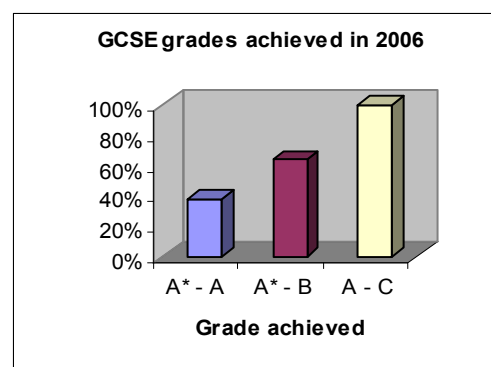 GCSE grades achieved in 2006
100%
80%
60%
40%
20%
0%
A* - A
A* - B
A - C
Grade achieved